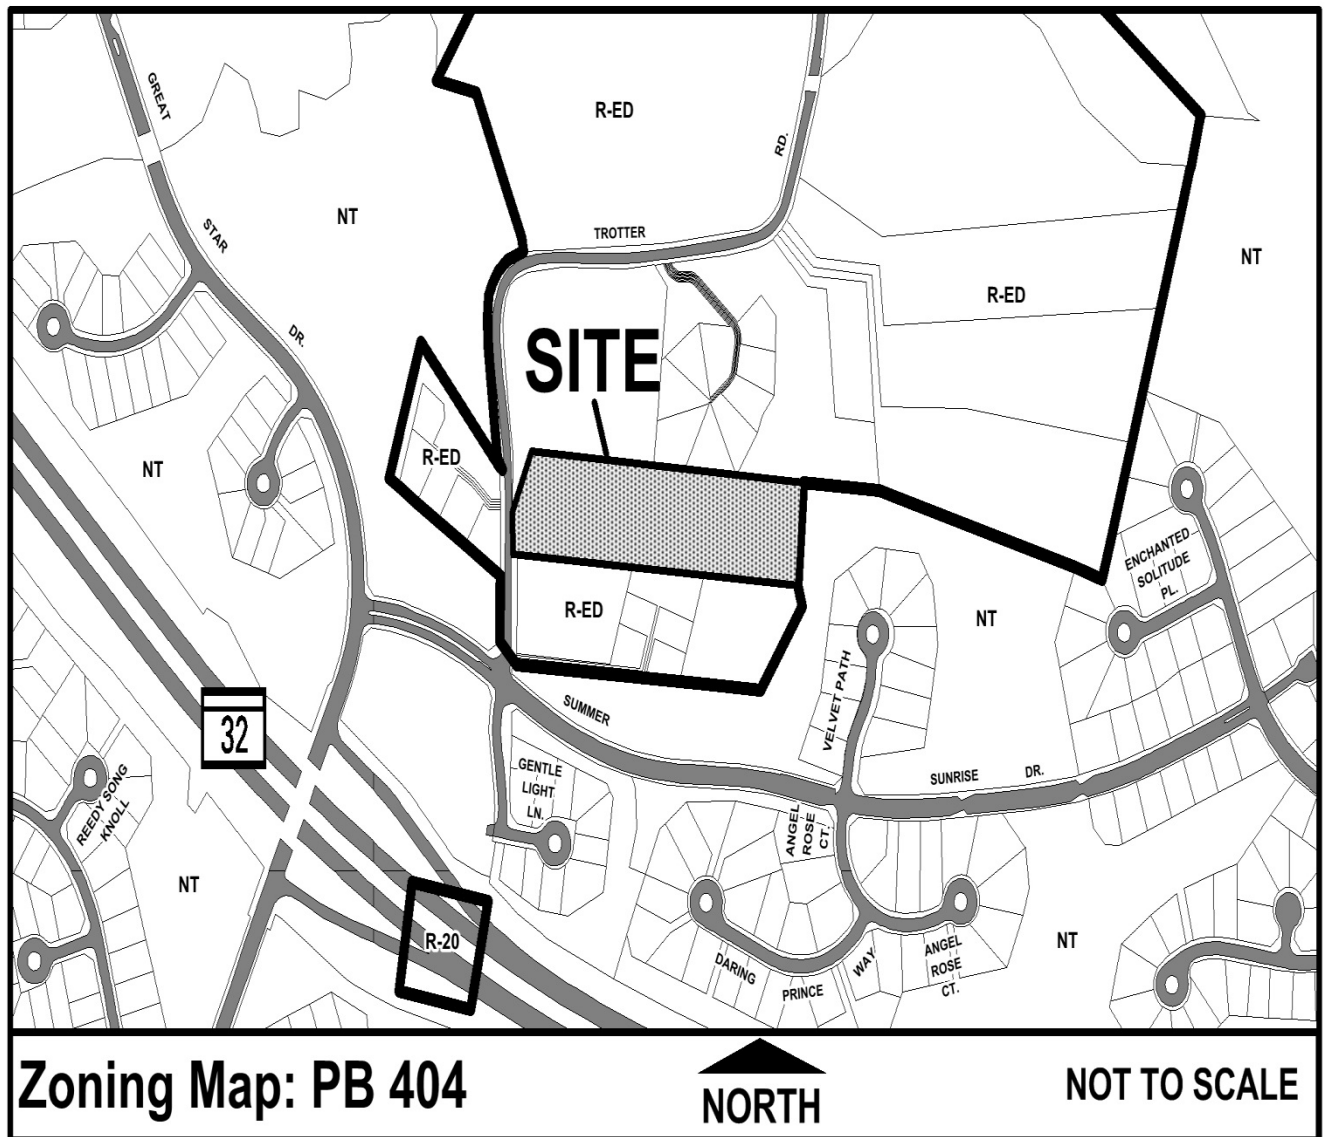 GREAT
R-ED
RD.
NT
STAR
TROTTER
NT
R-ED
DR.
SITE
R-ED
NT
ENCHANTED
SOLITUDE
PL.
R-ED
NT
VELVET PATH
SUMMER
32
GENTLE
LIGHT
LN.
SUNRISE
DR.
REEDY SONG
KNOLL
ANGEL
ROSE
CT.
NT
R-20
DARING
PRINCE
WAY
ANGEL
ROSE
CT.
NT
Zoning Map: PB 404
NORTH
NOT TO SCALE